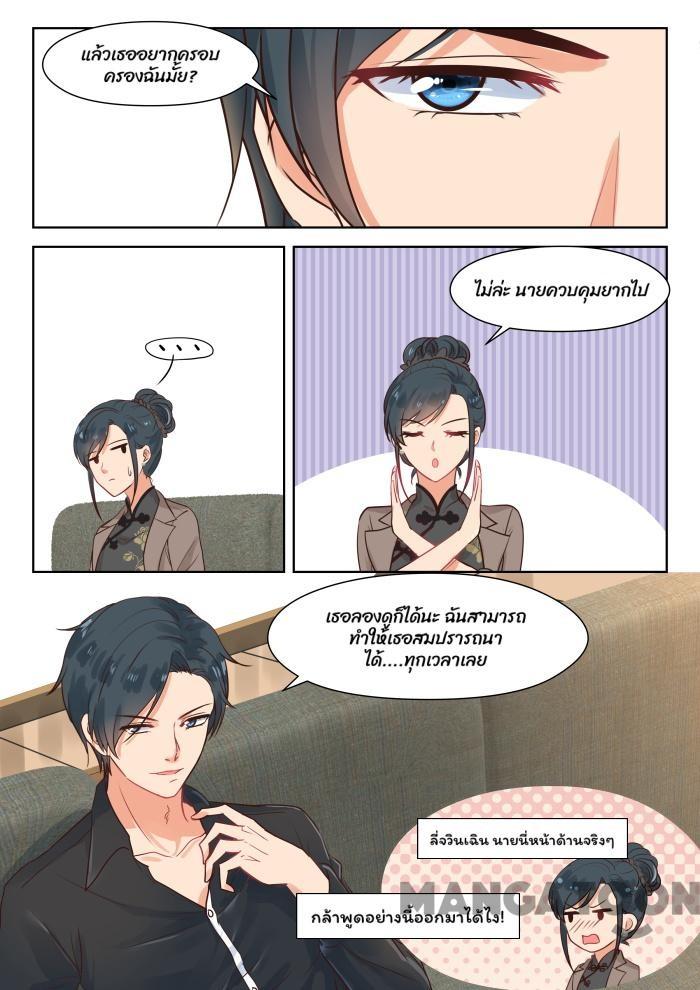 แล้วเธออยากครอบ
ครองฉันมั้ย?
ไม่ล่ะ นายควบคุมยากไป
เธอลองดูก็ได้นะ ฉันสามารถ
ทำให้เธอสมปรารถนา
ได้....ทุกเวลาเลย
ลี่จวินเฉิน นายนี่หน้าด้านจริงๆ
MANGATOON
กล้าพูดอย่างนี้ออกมาได้ไง!